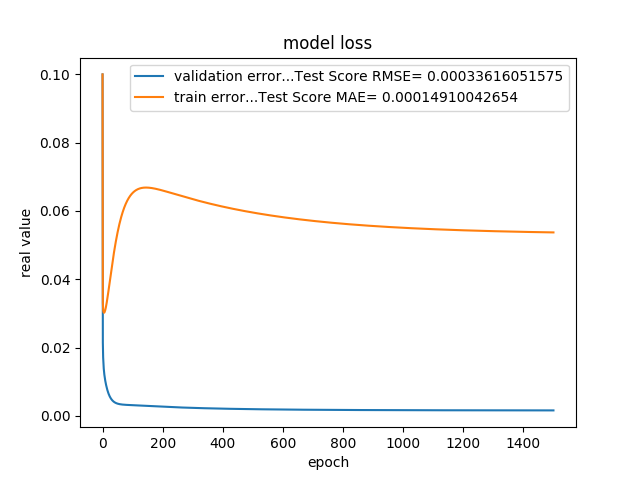 model loss
validation error...Test Score RMSE= 0.00033616051575
train error...Test Score MAE= 0.00014910042654
real value
0.10
0.08
0.06
0.04
0.02
0.00
0 200 400 600 800 1000 1200 1400
epoch